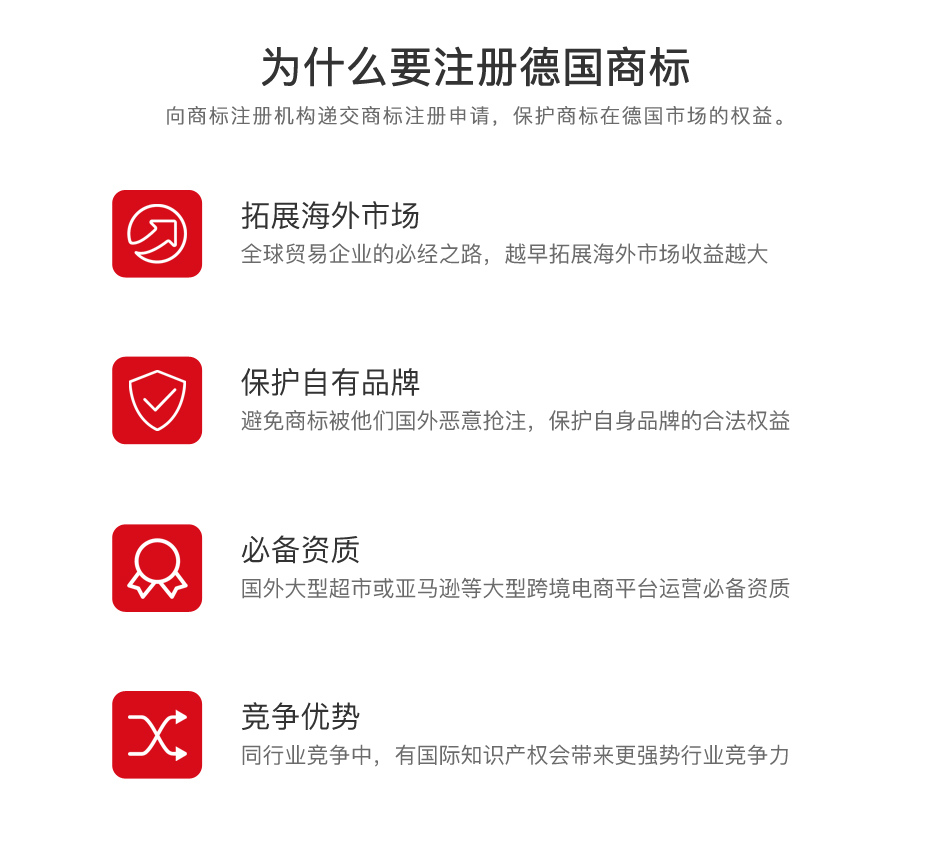 为什么要注册德国商标
向商标注册机构递交商标注册申请，保护商标在德国市场的权益。
拓展海外市场
全球贸易企业的必经之路，越早拓展海外市场收益越大
保护自有品牌
避免商标被他们国外恶意抢注，保护自身品牌的合法权益
必备资质
国外大型超市或亚马逊等大型跨境电商平台运营必备资质
竞争优势
同行业竞争中，有国际知识产权会带来更强势行业竞争力